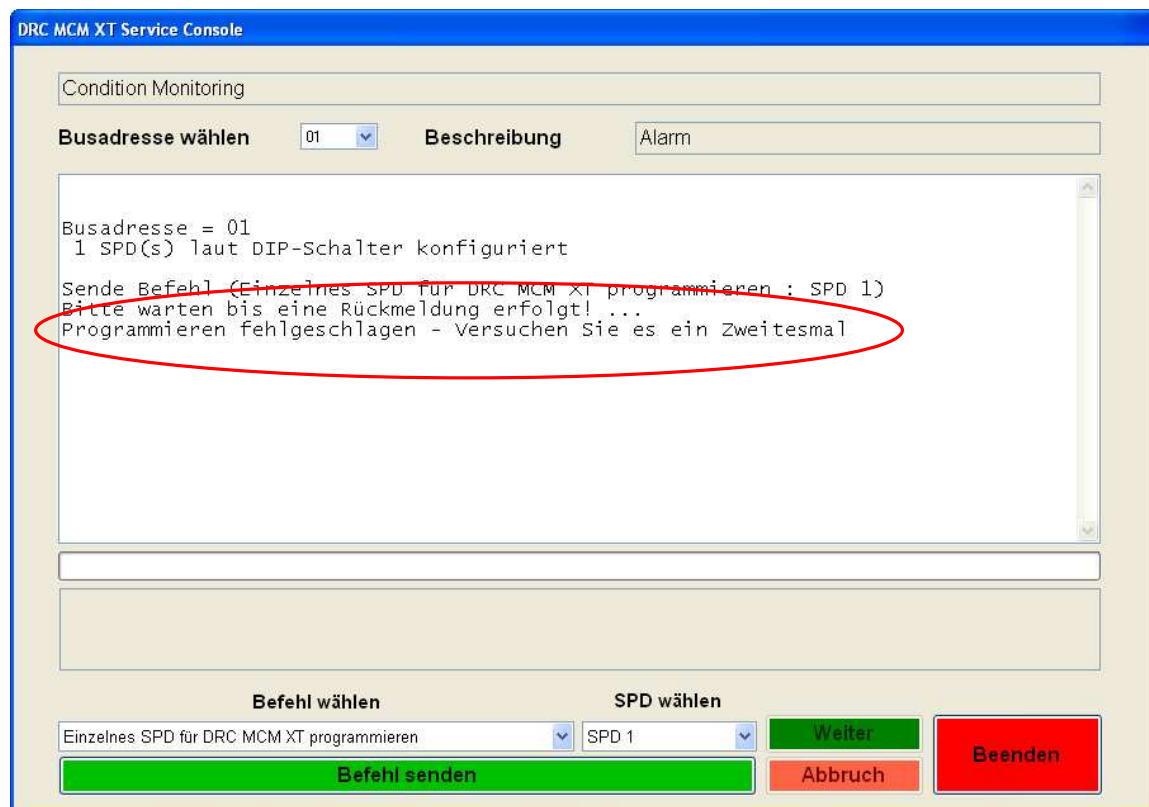 DRC MCM XT Service Console
Condition Monitoring
Busadresse wählen 01 Beschreibung Alarm
Busadresse = 01
1 SPD(s) laut DIP-Schalter konfiguriert
Sende Befehl (Einzelnes SPD für DRC MCM XT programmieren : SPD 1)
Bitte warten bis eine Rückmeldung erfolgt! ...
Programmieren fehlgeschlagen - Versuchen Sie es ein Zweitesmal
Befehl wählen SPD wählen
Einzelnes SPD für DRC MCM XT programmieren SPD 1 Weiter
Beenden
Befehl senden Abbruch